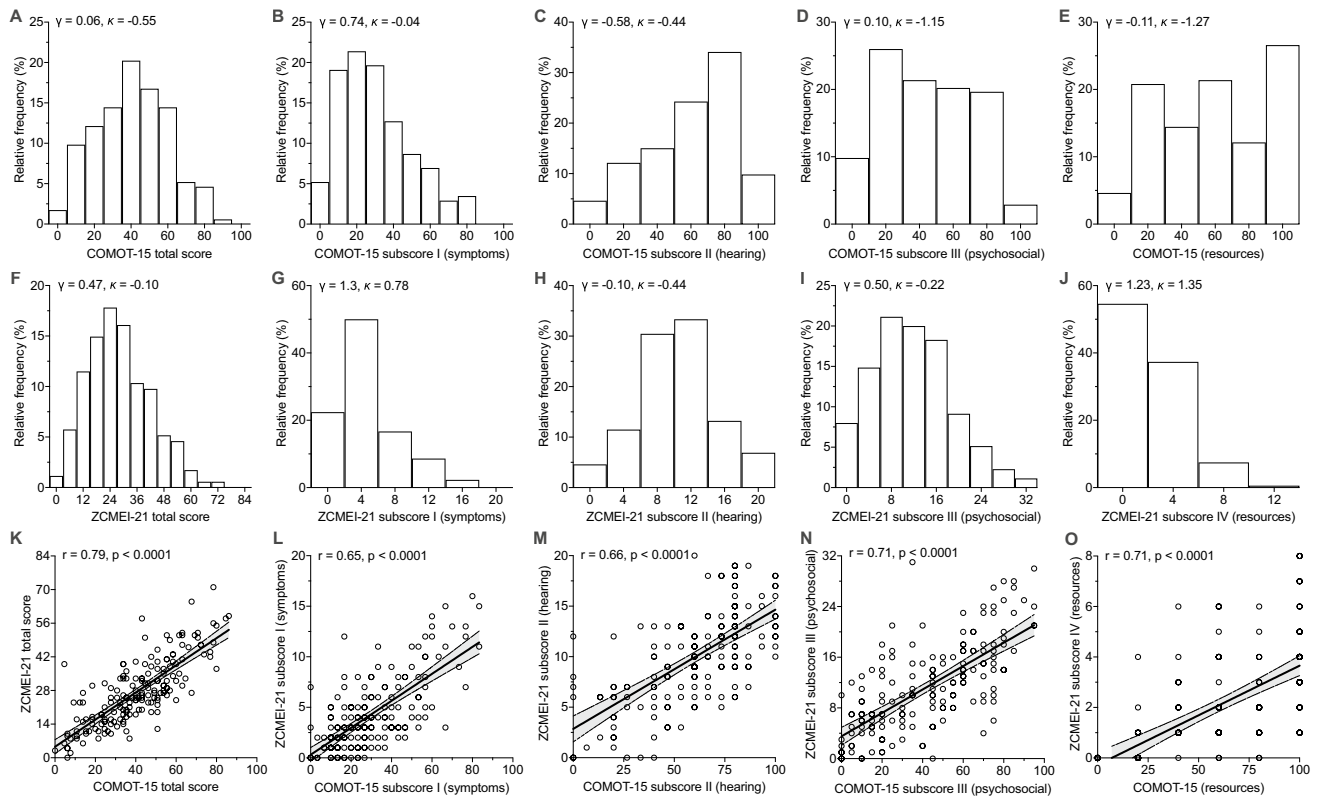 A
γ = 0.06, κ = -0.55
Relative frequency (%)
25
20
15
10
5
0
0 20 40 60 80 100
COMOT-15 total score
B
γ = 0.74, κ = -0.04
Relative frequency (%)
25
20
15
10
5
0
0 20 40 60 80 100
COMOT-15 subscore I (symptoms)
C
γ = -0.58, κ = -0.44
Relative frequency (%)
40
30
20
10
0
0 20 40 60 80 100
COMOT-15 subscore II (hearing)
D
γ = 0.10, κ = -1.15
Relative frequency (%)
30
20
10
0
0 20 40 60 80 100
COMOT-15 subscore III (psychosocial)
E
γ = -0.11, κ = -1.27
Relative frequency (%)
30
20
10
0
0 20 40 60 80 100
COMOT-15 (resources)
F
γ = 0.47, κ = -0.10
Relative frequency (%)
20
15
10
5
0
0 12 24 36 48 60 72 84
ZCMEI-21 total score
G
γ = 1.3, κ = 0.78
Relative frequency (%)
60
40
20
0
0 4 8 12 16 20
ZCMEI-21 subscore I (symptoms)
H
γ = -0.10, κ = -0.44
Relative frequency (%)
40
30
20
10
0
0 4 8 12 16 20
ZCMEI-21 subscore II (hearing)
I
γ = 0.50, κ = -0.22
Relative frequency (%)
25
20
15
10
5
0
0 8 16 24 32
ZCMEI-21 subscore III (psychosocial)
J
γ = 1.23, κ = 1.35
Relative frequency (%)
60
40
20
0
0 4 8 12
ZCMEI-21 subscore IV (resources)
K
r = 0.79, p < 0.0001
ZCMEI-21 total score
84
70
56
42
28
14
0
0 20 40 60 80 100
COMOT-15 total score
L
r = 0.65, p < 0.0001
ZCMEI-21 subscore I (symptoms)
20
15
10
5
0
0 20 40 60 80 100
COMOT-15 subscore I (symptoms)
M
r = 0.66, p < 0.0001
ZCMEI-21 subscore II (hearing)
20
15
10
5
0
0 25 50 75 100
COMOT-15 subscore II (hearing)
N
r = 0.71, p < 0.0001
ZCMEI-21 subscore III (psychosocial)
32
24
16
8
0
0 20 40 60 80 100
COMOT-15 subscore III (psychosocial)
O
r = 0.71, p < 0.0001
ZCMEI-21 subscore IV (resources)
8
6
4
2
0
0 25 50 75 100
COMOT-15 (resources)